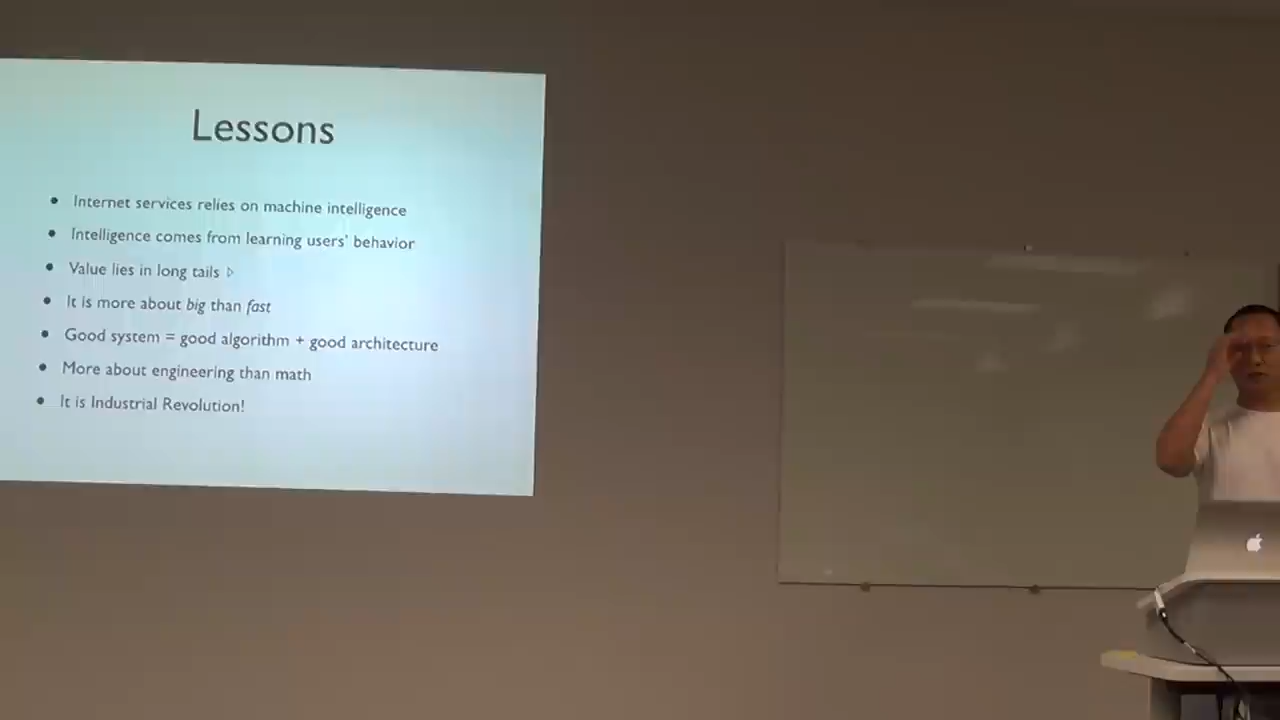 Lessons
• Internet services relies on machine intelligence
• Intelligence comes from learning users' behavior
• Value lies in long tails ▷
• It is more about big than fast
• Good system = good algorithm + good architecture
• More about engineering than math
• It is Industrial Revolution!